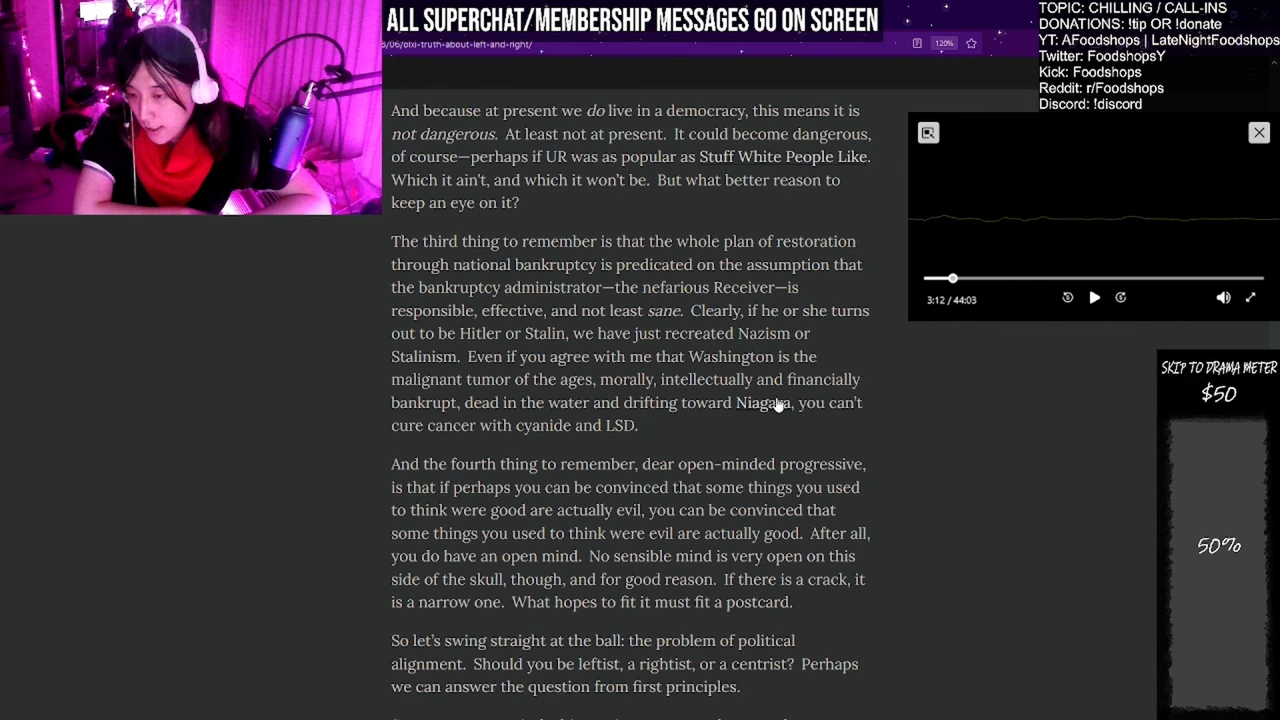 ALL SUPERCHAT/MEMBERSHIP MESSAGES GO ON SCREEN
/06/olxi-truth-about-left-and-right/
120%
TOPIC: CHILLING / CALL-INS
DONATIONS: !tip OR !donate
YT: AFoodshops | LateNightFoodshops
Twitter: FoodshopsY
Kick: Foodshops
Reddit: r/Foodshops
Discord: !discord
And because at present we do live in a democracy, this means it is
not dangerous. At least not at present. It could become dangerous,
of course—perhaps if UR was as popular as Stuff White People Like.
Which it ain't, and which it won't be. But what better reason to
keep an eye on it?
The third thing to remember is that the whole plan of restoration
through national bankruptcy is predicated on the assumption that
the bankruptcy administrator—the nefarious Receiver—is
responsible, effective, and not least sane. Clearly, if he or she turns
out to be Hitler or Stalin, we have just recreated Nazism or
Stalinism. Even if you agree with me that Washington is the
malignant tumor of the ages, morally, intellectually and financially
bankrupt, dead in the water and drifting toward Niagara, you can't
cure cancer with cyanide and LSD.
And the fourth thing to remember, dear open-minded progressive,
is that if perhaps you can be convinced that some things you used
to think were good are actually evil, you can be convinced that
some things you used to think were evil are actually good. After all,
you do have an open mind. No sensible mind is very open on this
side of the skull, though, and for good reason. If there is a crack, it
is a narrow one. What hopes to fit it must fit a postcard.
So let's swing straight at the ball: the problem of political
alignment. Should you be leftist, a rightist, or a centrist? Perhaps
we can answer the question from first principles.
3:12 / 44:03
SKIP TO DRAMA METER
$50
50%